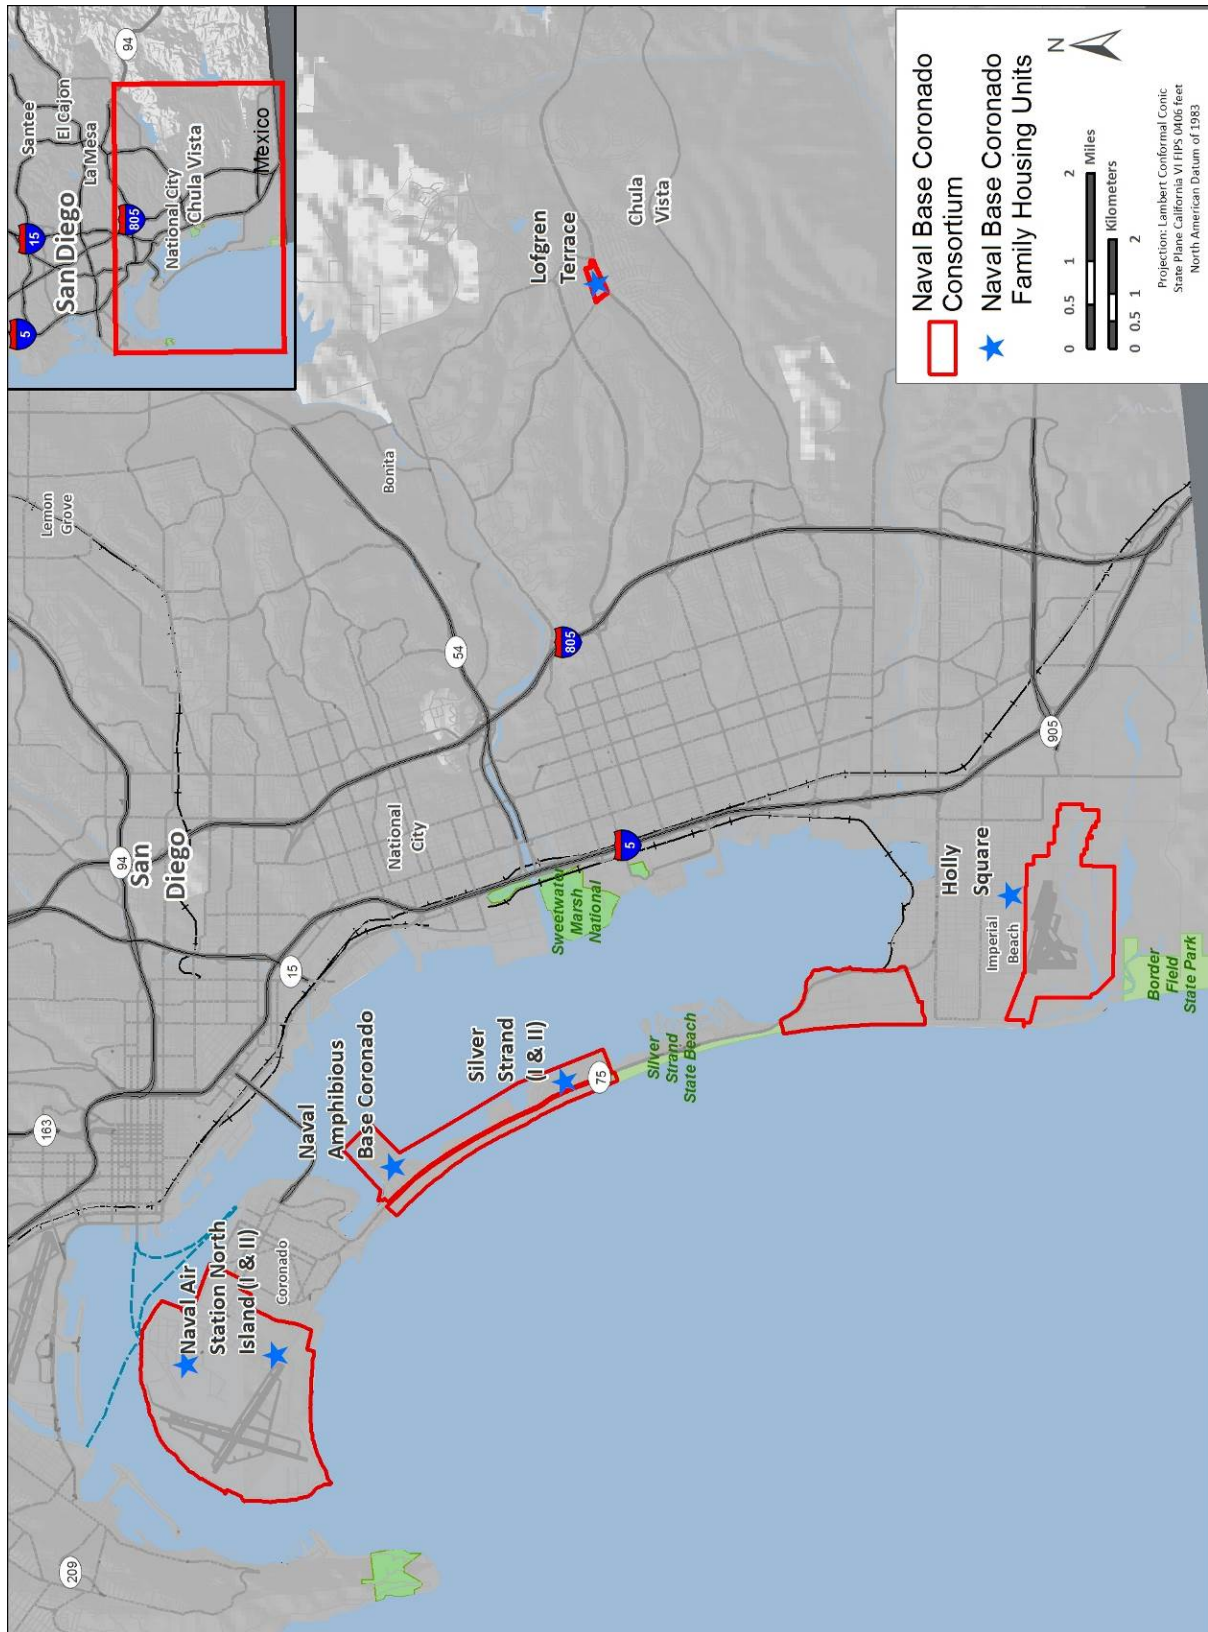 94
Santee
El Cajon
La Mesa
15
San Diego
5
805
National City
Chula Vista
Mexico
Lemon
Grove
94
San
Diego
163
15
Bonita
54
National
City
805
209
Naval Air
Station North
Island (I & II)
Coronado
Naval
Amphibious
Base Coronado
Silver
Strand
(I & II)
75
Sweetwater
Marsh
National
5
Silver
Strand
State Beach
Lofgren
Terrace
Chula
Vista
Holly
Square
Imperial
Beach
905
Border
Field
State Park
Naval Base Coronado
Consortium
Naval Base Coronado
Family Housing Units
N
0 0.5 1 2
Miles
Kilometers
0 0.5 1 2
Projection: Lambert Conformal Conic
State Plane California VI FIPS 0406 feet
North American Datum of 1983